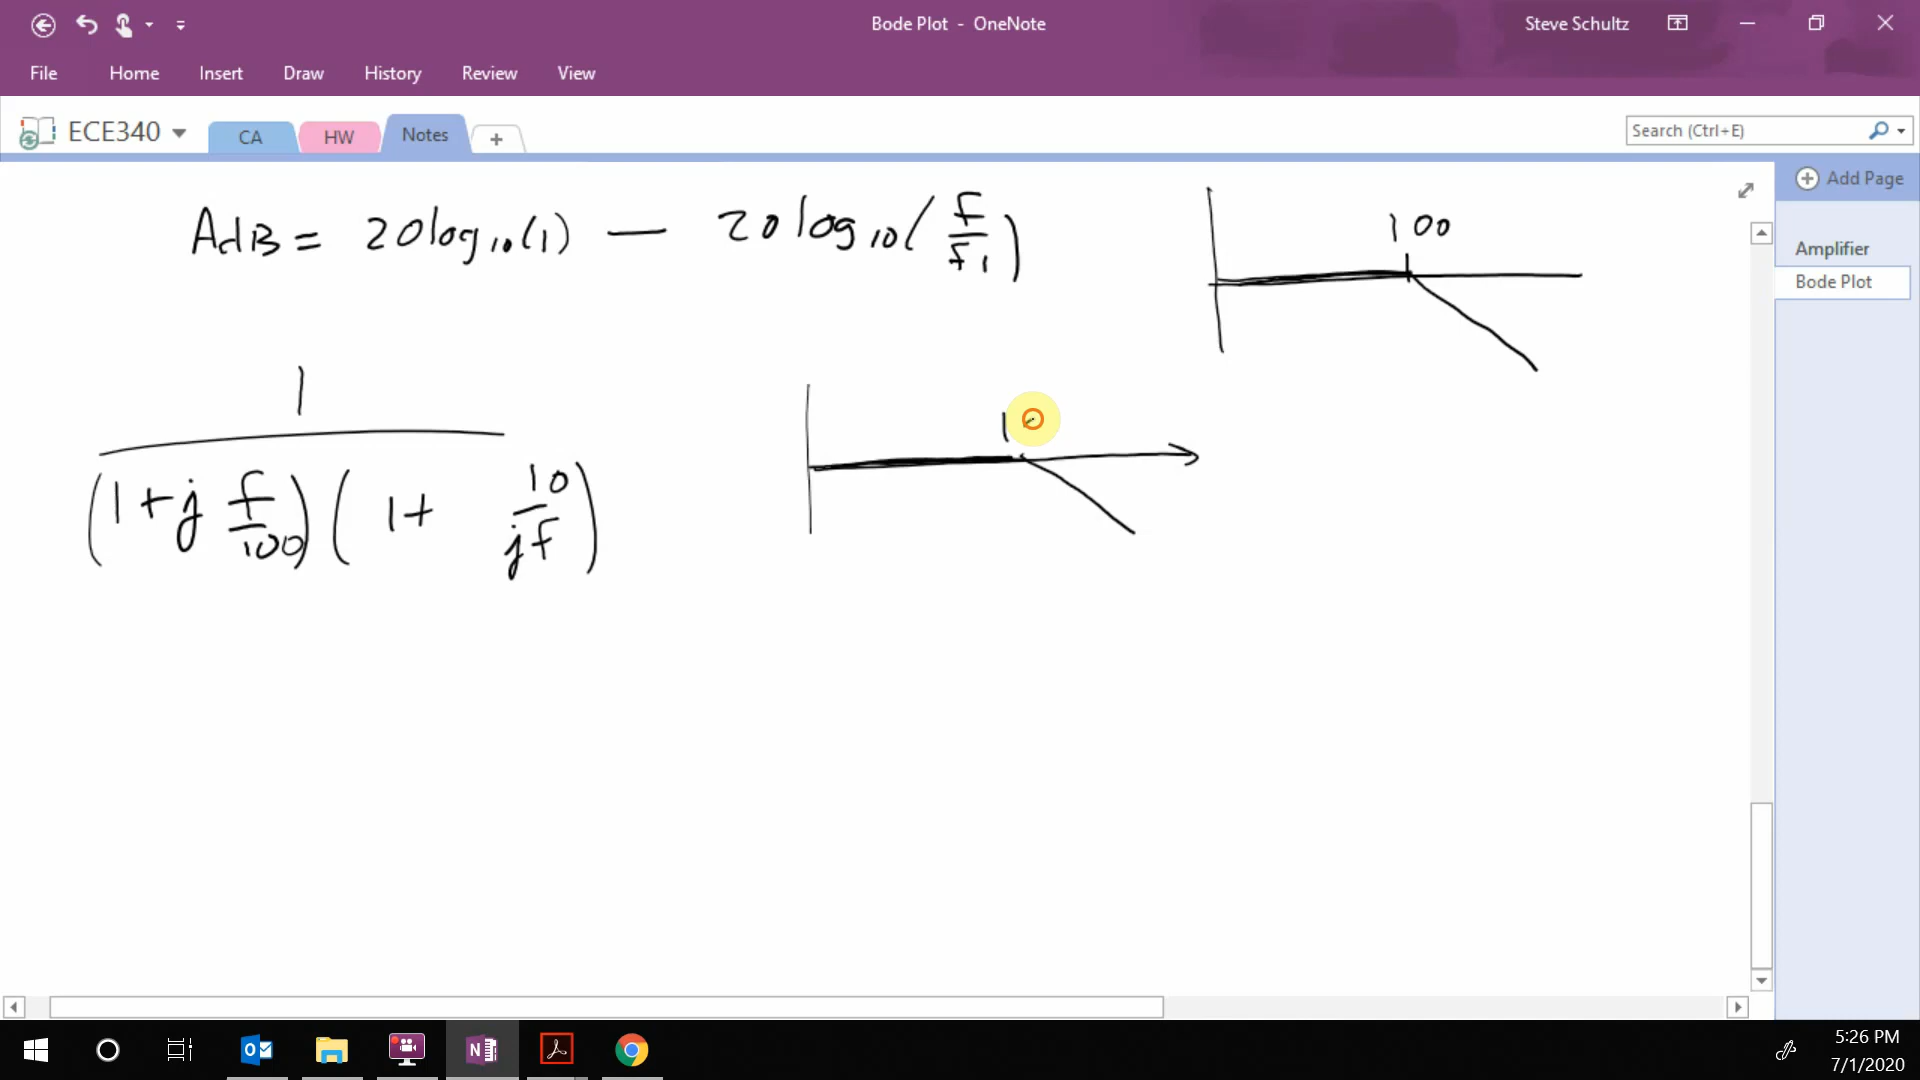 Bode Plot - OneNote
Steve Schultz
File Home Insert Draw History Review View
ECE340 CA HW Notes +
Search (Ctrl+E)
Add Page
Amplifier
Bode Plot
AdB = 20log10(1) — 20log10(f/f1)
100
1
(1+j f/100)(1+ 10/jf)
1
5:26 PM
7/1/2020